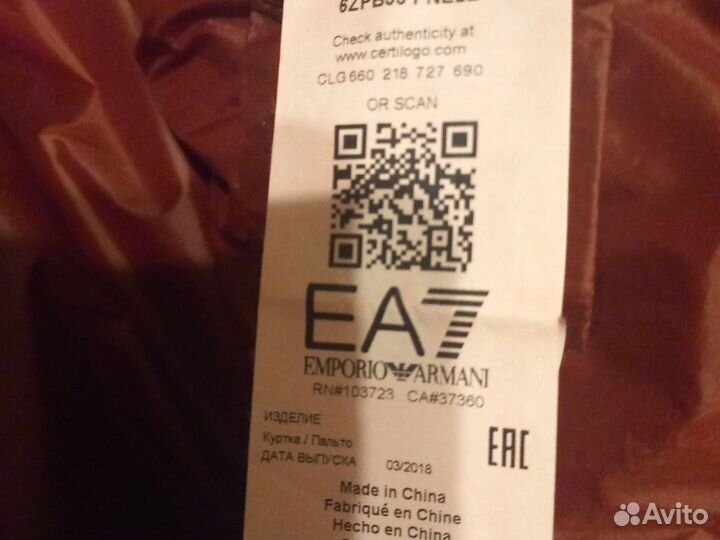 Check authenticity at
www.certilogo.com
CLG 660 218 727 690
OR SCAN
EA7
EMPORIO ARMANI
RN#103723 CA#37360
ИЗДЕЛИЕ
Куртка / Пальто
ДАТА ВЫПУСКА 03/2018
EAC
Made in China
Fabriqué en Chine
Hecho en China
Avito